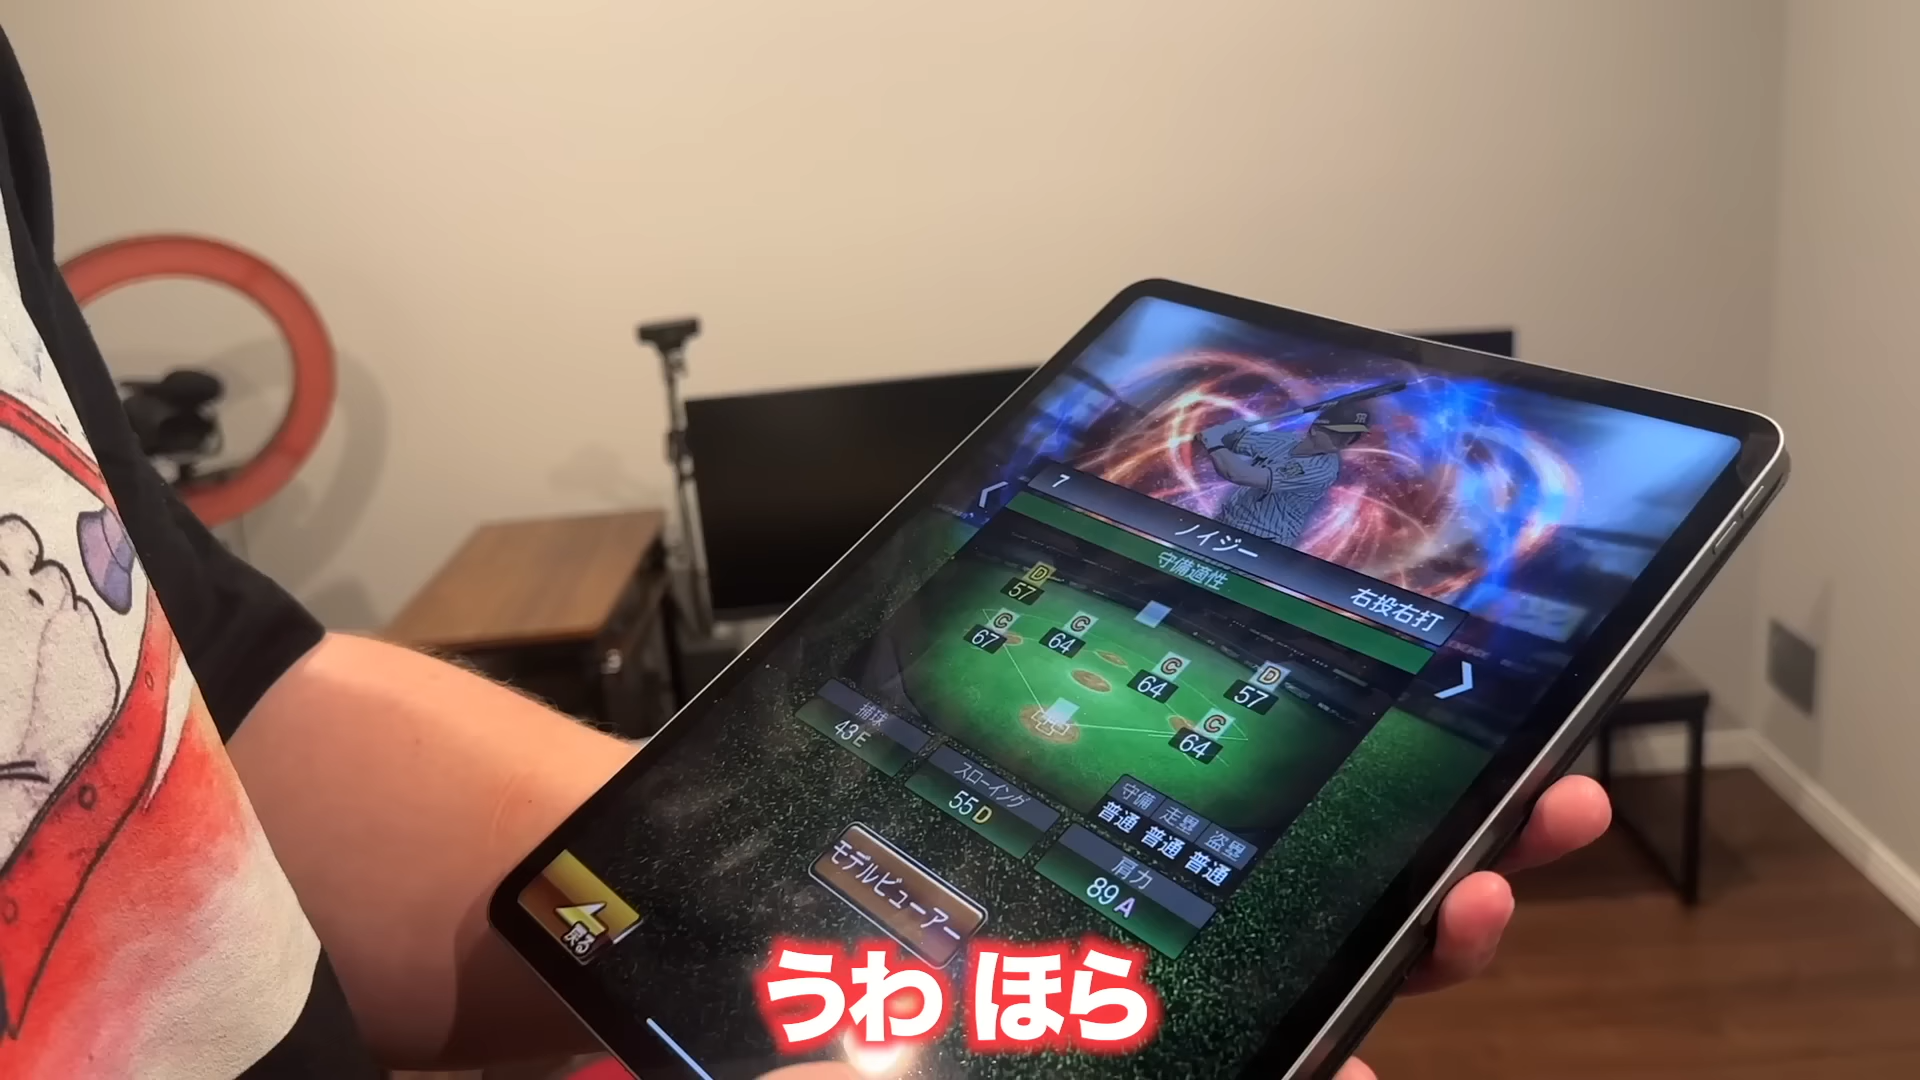 7
ノイジー
右投右打
守備適性
D
57
C
67
C
64
C
64
D
57
C
64
捕球
43 E
スローイング
55 D
守備 走塁 盗塁
普通 普通 普通
肩力
89 A
モデルビューアー
戻る
うわ ほら